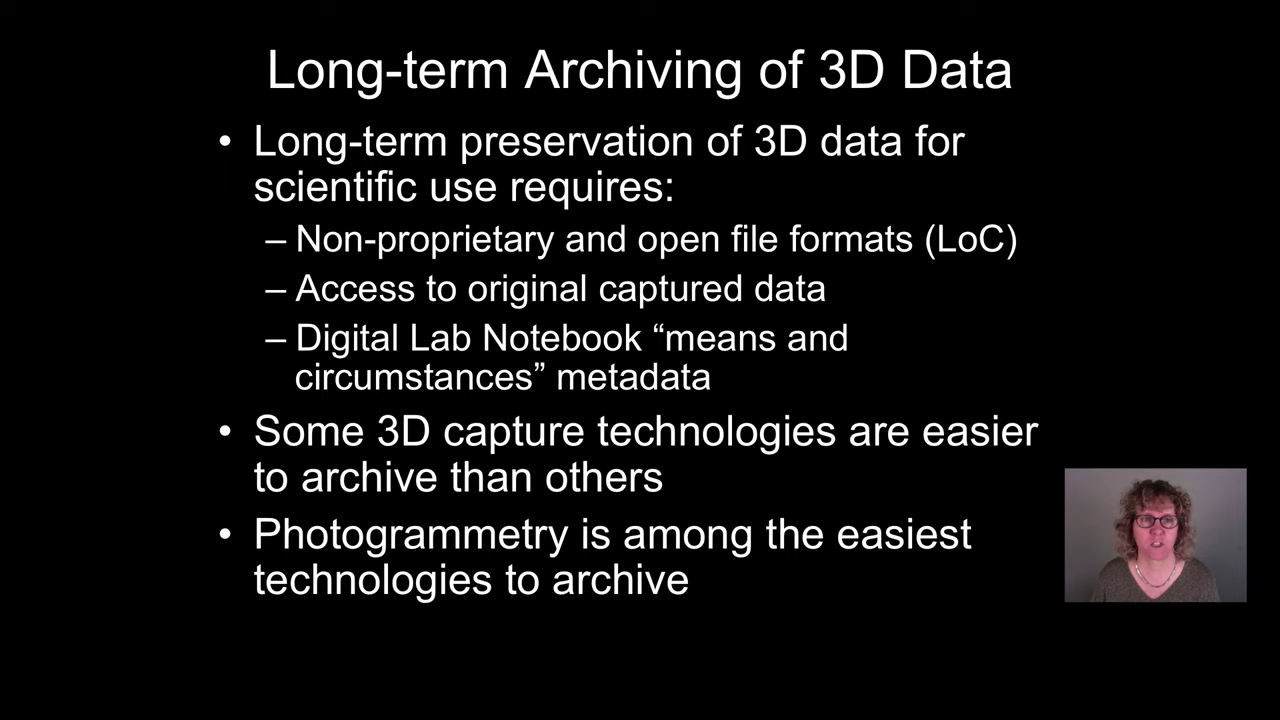 Long-term Archiving of 3D Data
• Long-term preservation of 3D data for
scientific use requires:
– Non-proprietary and open file formats (LoC)
– Access to original captured data
– Digital Lab Notebook “means and
circumstances” metadata
• Some 3D capture technologies are easier
to archive than others
• Photogrammetry is among the easiest
technologies to archive